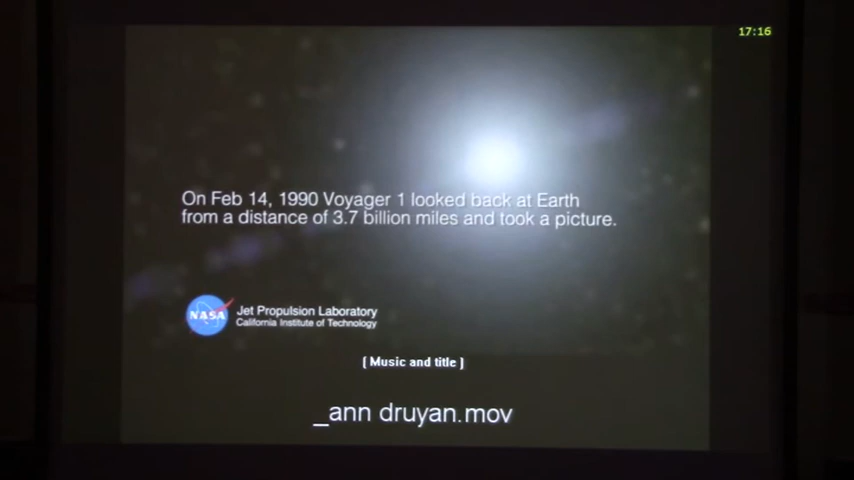 17:16
On Feb 14, 1990 Voyager 1 looked back at Earth
from a distance of 3.7 billion miles and took a picture.
NASA
Jet Propulsion Laboratory
California Institute of Technology
[ Music and title ]
_ann druyan.mov